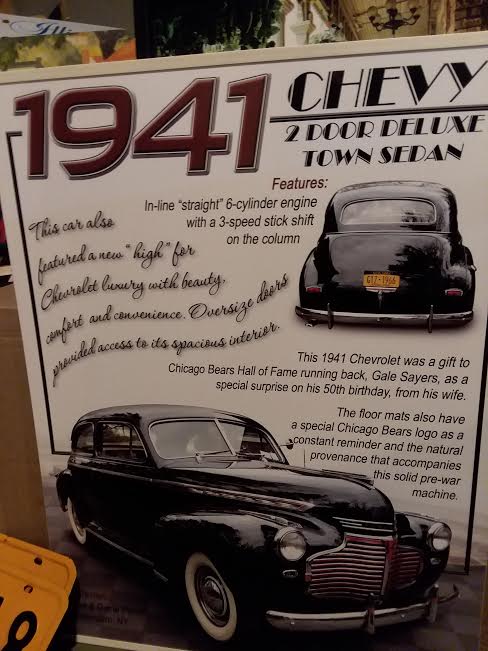 1941
CHEVY
2 DOOR DELUXE
TOWN SEDAN
Features:
In-line "straight" 6-cylinder engine
with a 3-speed stick shift
on the column
This car also
featured a new "high" for
Chevrolet luxury with beauty,
comfort and convenience. Oversize doors
provided access to its spacious interior.
617-1966
This 1941 Chevrolet was a gift to
Chicago Bears Hall of Fame running back, Gale Sayers, as a
special surprise on his 50th birthday, from his wife.
The floor mats also have
a special Chicago Bears logo as a
constant reminder and the natural
provenance that accompanies
this solid pre-war
machine.
NY